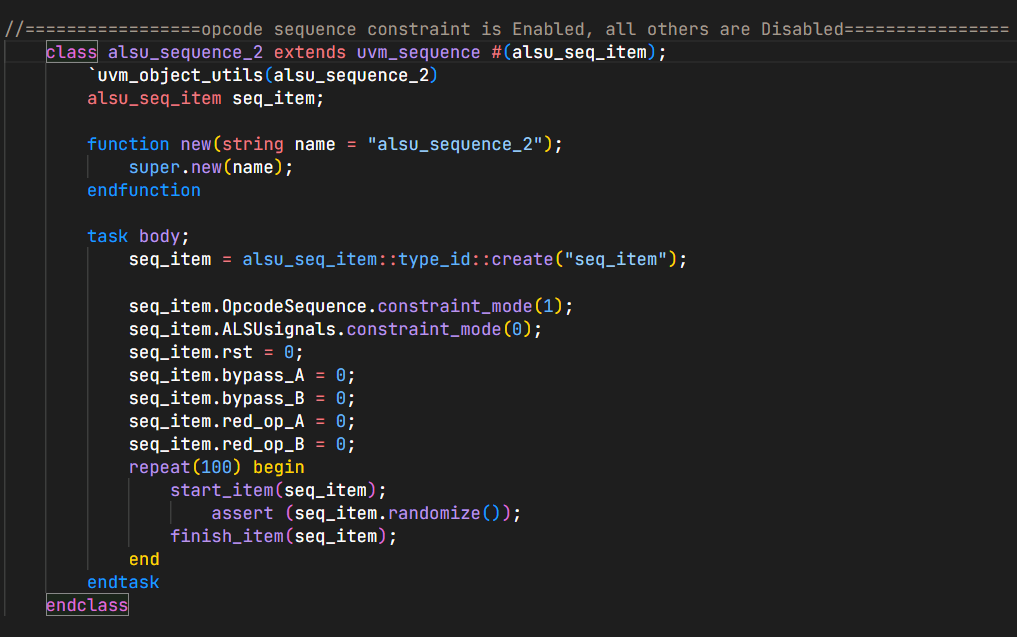 //=================opcode sequence constraint is Enabled, all others are Disabled================
class alsu_sequence_2 extends uvm_sequence #(alsu_seq_item);
`uvm_object_utils(alsu_sequence_2)
alsu_seq_item seq_item;
function new(string name = "alsu_sequence_2");
super.new(name);
endfunction
task body;
seq_item = alsu_seq_item::type_id::create("seq_item");
seq_item.OpcodeSequence.constraint_mode(1);
seq_item.ALSUsignals.constraint_mode(0);
seq_item.rst = 0;
seq_item.bypass_A = 0;
seq_item.bypass_B = 0;
seq_item.red_op_A = 0;
seq_item.red_op_B = 0;
repeat(100) begin
start_item(seq_item);
assert (seq_item.randomize());
finish_item(seq_item);
end
endtask
endclass